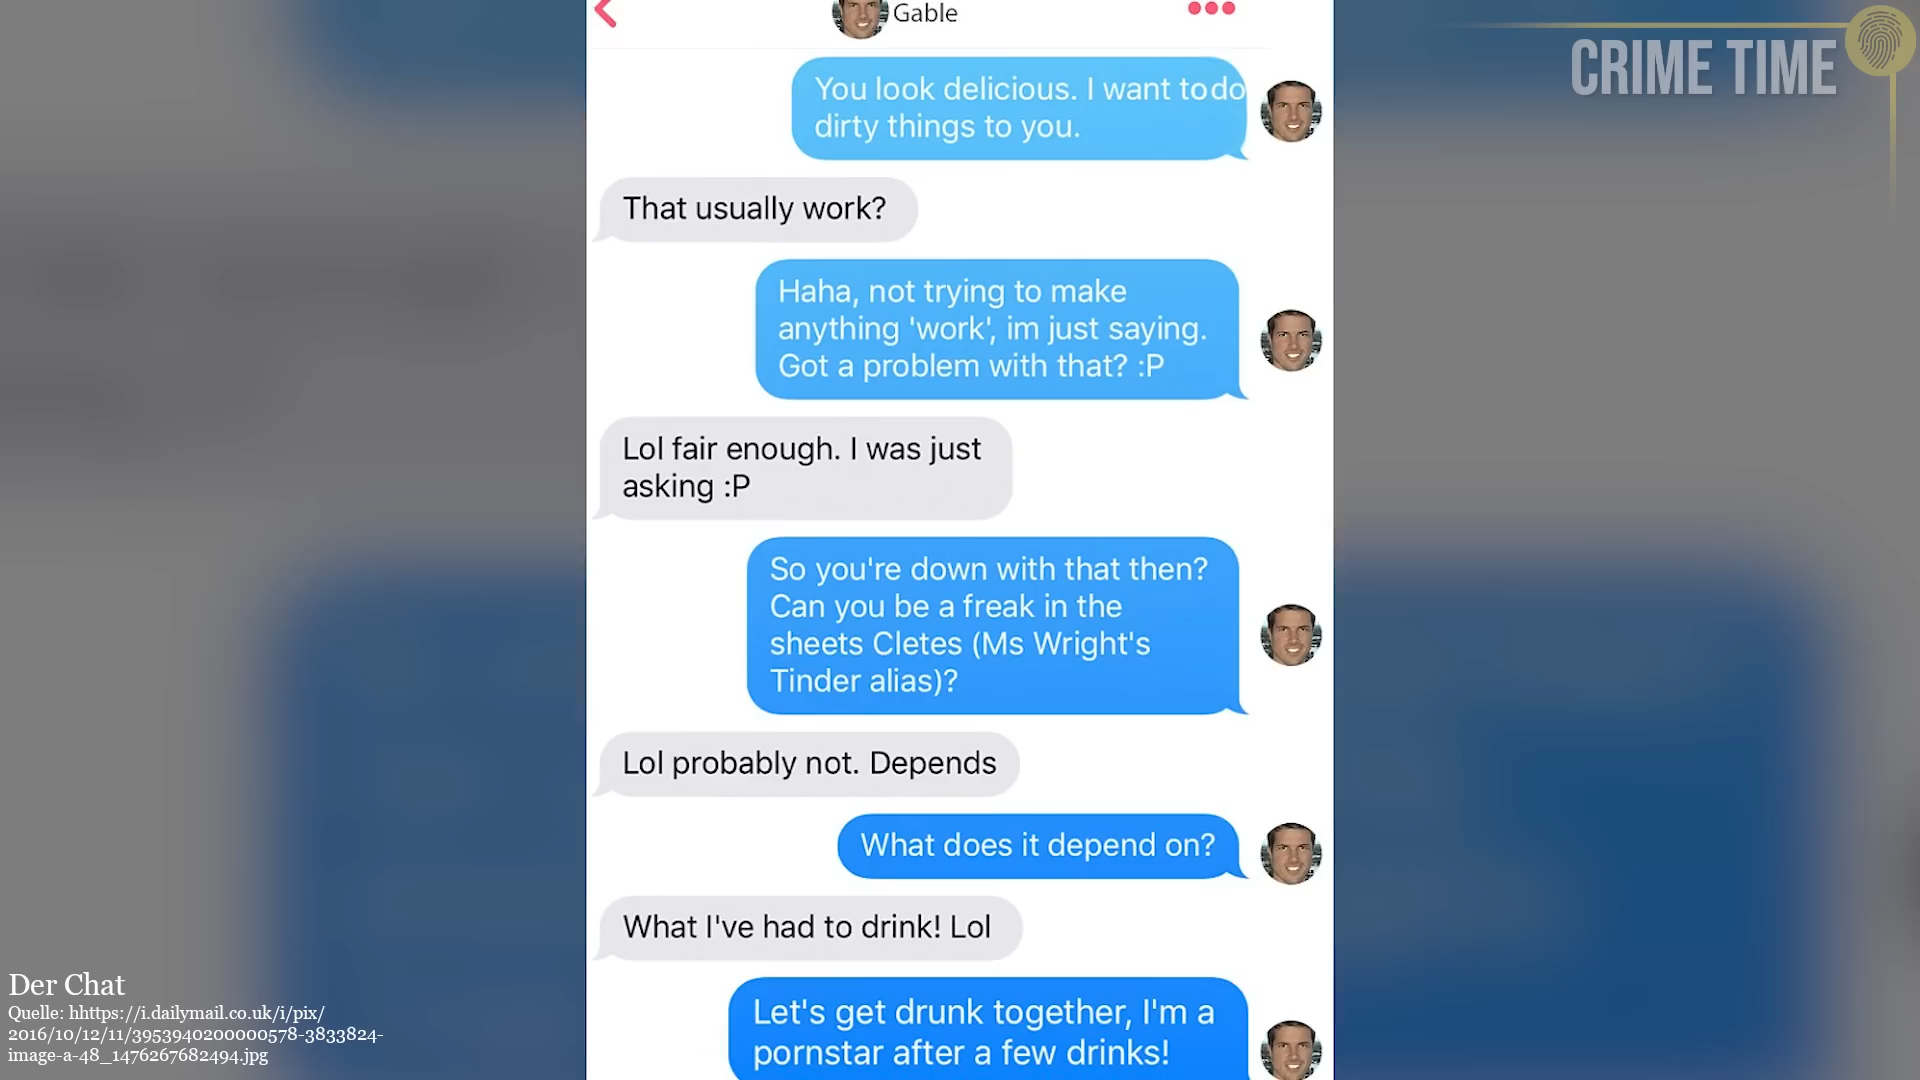 Gable
CRIME TIME
You look delicious. I want to do
dirty things to you.
That usually work?
Haha, not trying to make
anything 'work', im just saying.
Got a problem with that? :P
Lol fair enough. I was just
asking :P
So you're down with that then?
Can you be a freak in the
sheets Cletes (Ms Wright's
Tinder alias)?
Lol probably not. Depends
What does it depend on?
What I've had to drink! Lol
Let's get drunk together, I'm a
pornstar after a few drinks!
Der Chat
Quelle: hhttps://i.dailymail.co.uk/i/pix/
2016/10/12/11/3953940200000578-3833824-
image-a-48_1476267682494.jpg